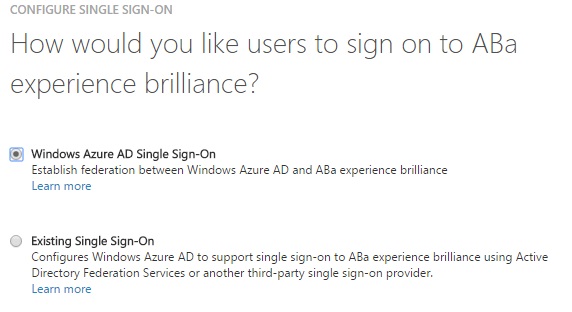 CONFIGURE SINGLE SIGN-ON
How would you like users to sign on to ABa
experience brilliance?
Windows Azure AD Single Sign-On
Establish federation between Windows Azure AD and ABa experience brilliance
Learn more
Existing Single Sign-On
Configures Windows Azure AD to support single sign-on to ABa experience brilliance using Active
Directory Federation Services or another third-party single sign-on provider.
Learn more